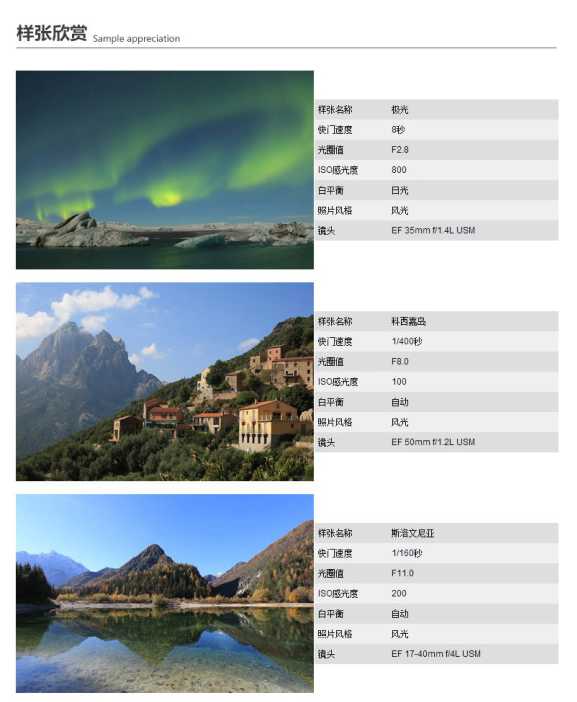 样张欣赏 Sample appreciation
样张名称 极光
快门速度 8秒
光圈值 F2.8
ISO感光度 800
白平衡 日光
照片风格 风光
镜头 EF 35mm f/1.4L USM
样张名称 科西嘉岛
快门速度 1/400秒
光圈值 F8.0
ISO感光度 100
白平衡 自动
照片风格 风光
镜头 EF 50mm f/1.2L USM
样张名称 斯洛文尼亚
快门速度 1/160秒
光圈值 F11.0
ISO感光度 200
白平衡 自动
照片风格 风光
镜头 EF 17-40mm f/4L USM